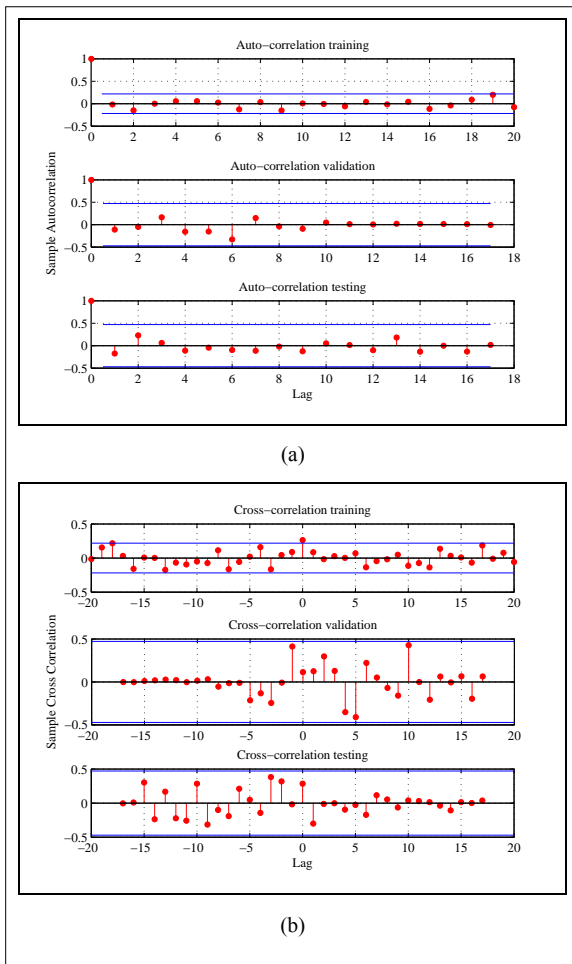 Auto−correlation training
1
0.5
0
−0.5
0 2 4 6 8 10 12 14 16 18 20
Auto−correlation validation
1
0.5
0
−0.5
0 2 4 6 8 10 12 14 16 18
Sample Autocorrelation
Auto−correlation testing
1
0.5
0
−0.5
0 2 4 6 8 10 12 14 16 18
Lag
(a)
Cross−correlation training
0.5
0
−0.5
−20 −15 −10 −5 0 5 10 15 20
Cross−correlation validation
0.5
0
−0.5
−20 −15 −10 −5 0 5 10 15 20
Sample Cross Correlation
Cross−correlation testing
0.5
0
−0.5
−20 −15 −10 −5 0 5 10 15 20
Lag
(b)